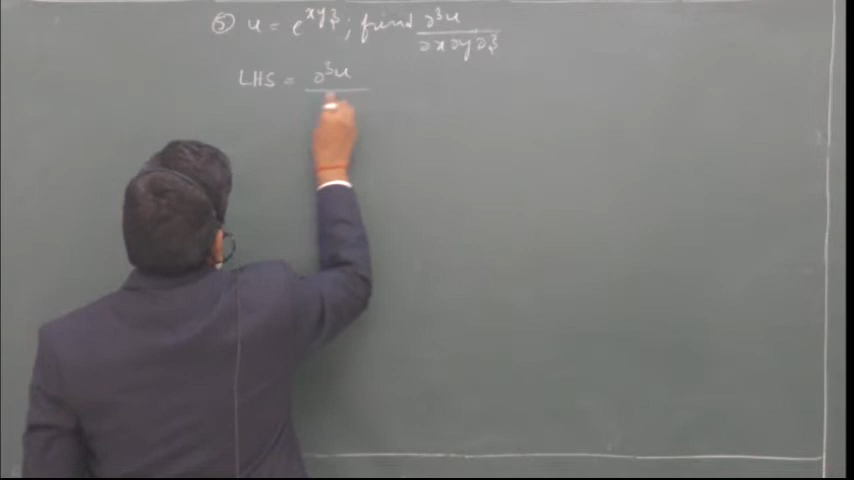 ⑤ u = e^{xyz}; find ∂³u/∂x∂y∂z
LHS = ∂³u